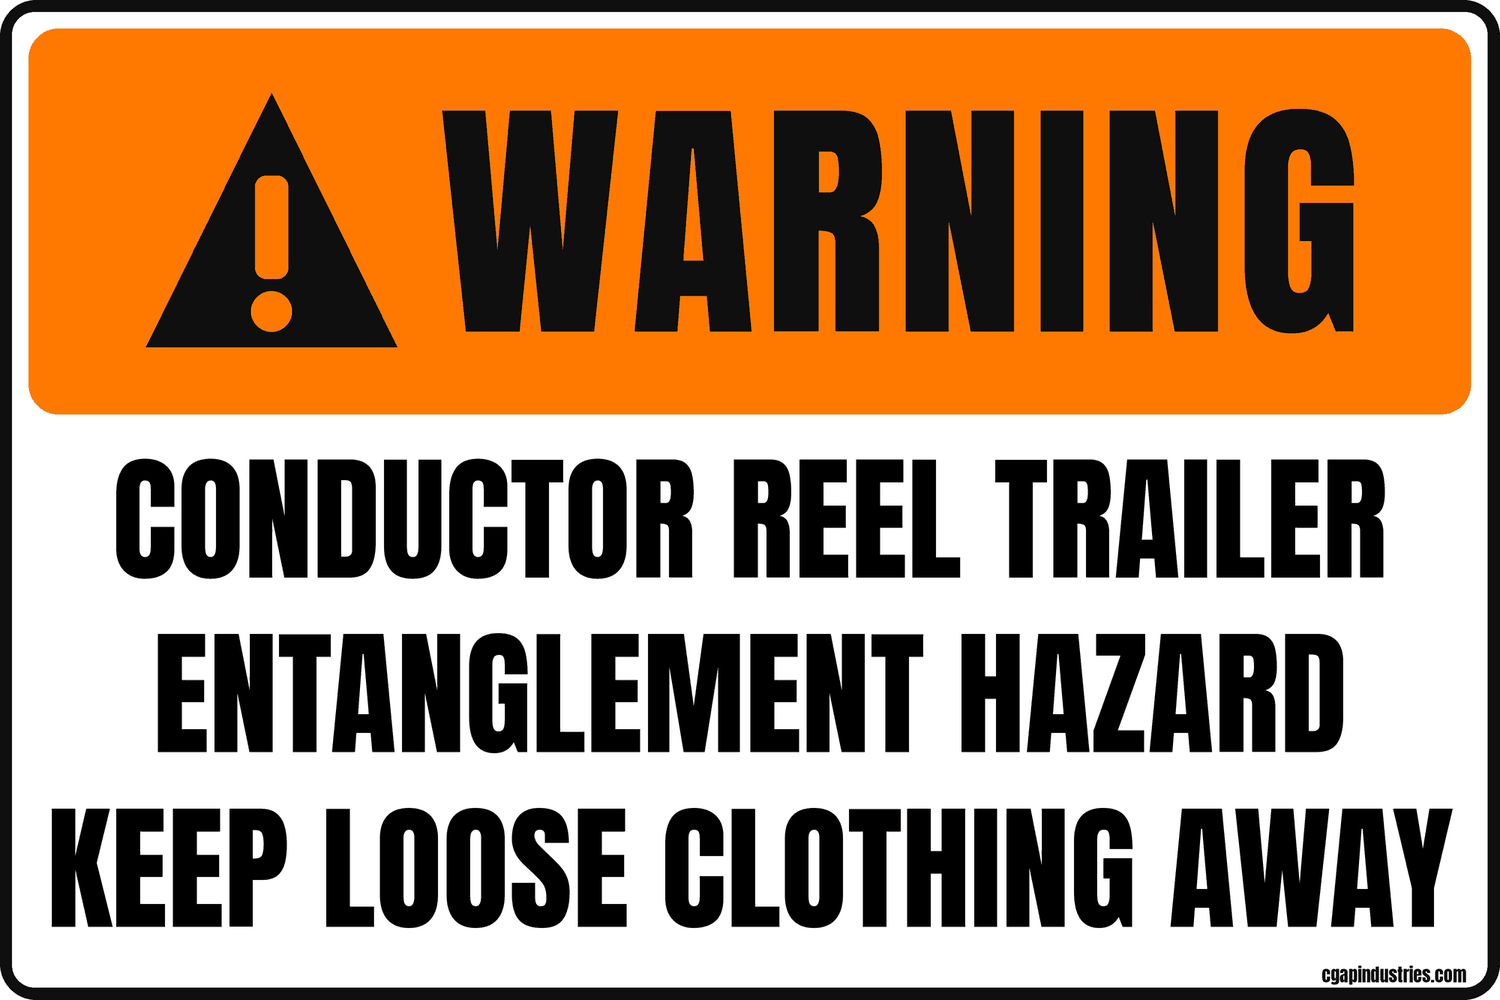 WARNING
CONDUCTOR REEL TRAILER
ENTANGLEMENT HAZARD
KEEP LOOSE CLOTHING AWAY
cgapindustries.com